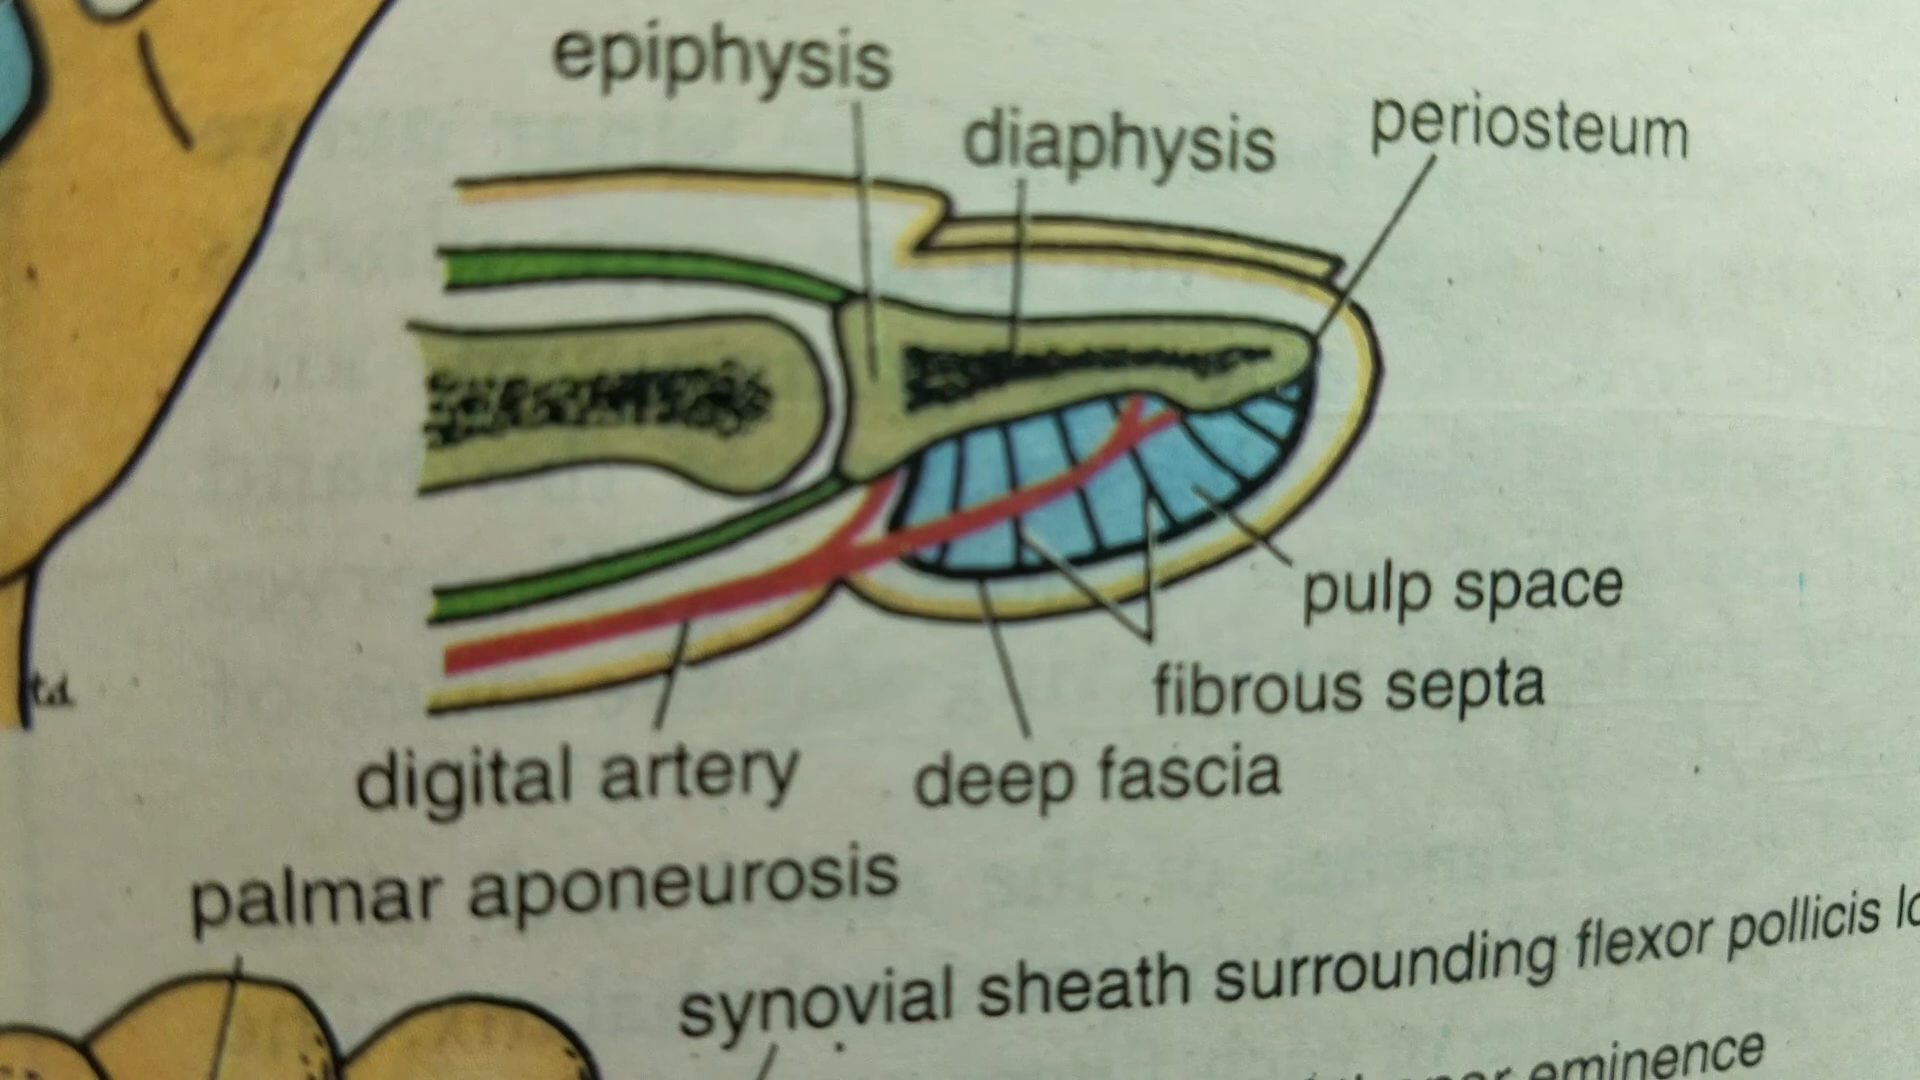 epiphysis
diaphysis
periosteum
pulp space
fibrous septa
digital artery
deep fascia
palmar aponeurosis
synovial sheath surrounding flexor pollicis
eminence